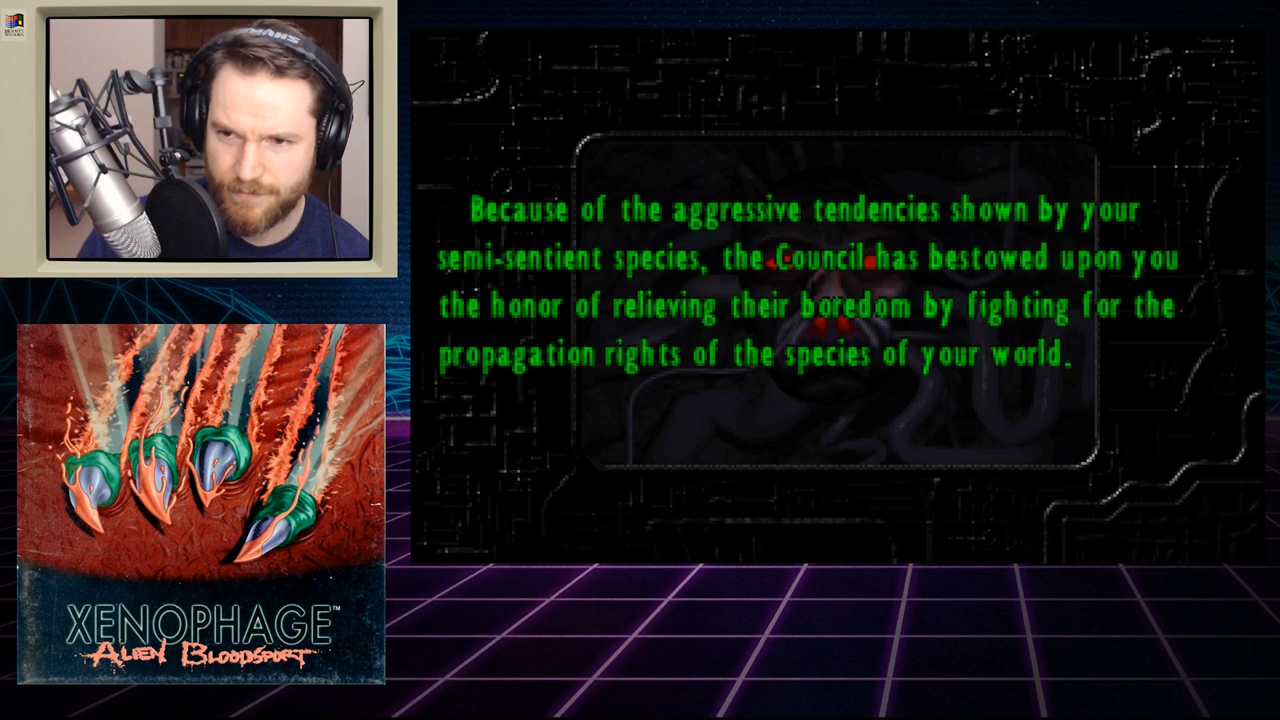 Because of the aggressive tendencies shown by your
semi-sentient species, the Council has bestowed upon you
the honor of relieving their boredom by fighting for the
propagation rights of the species of your world.
XENOPHAGE™
ALIEN BLOODSPORT